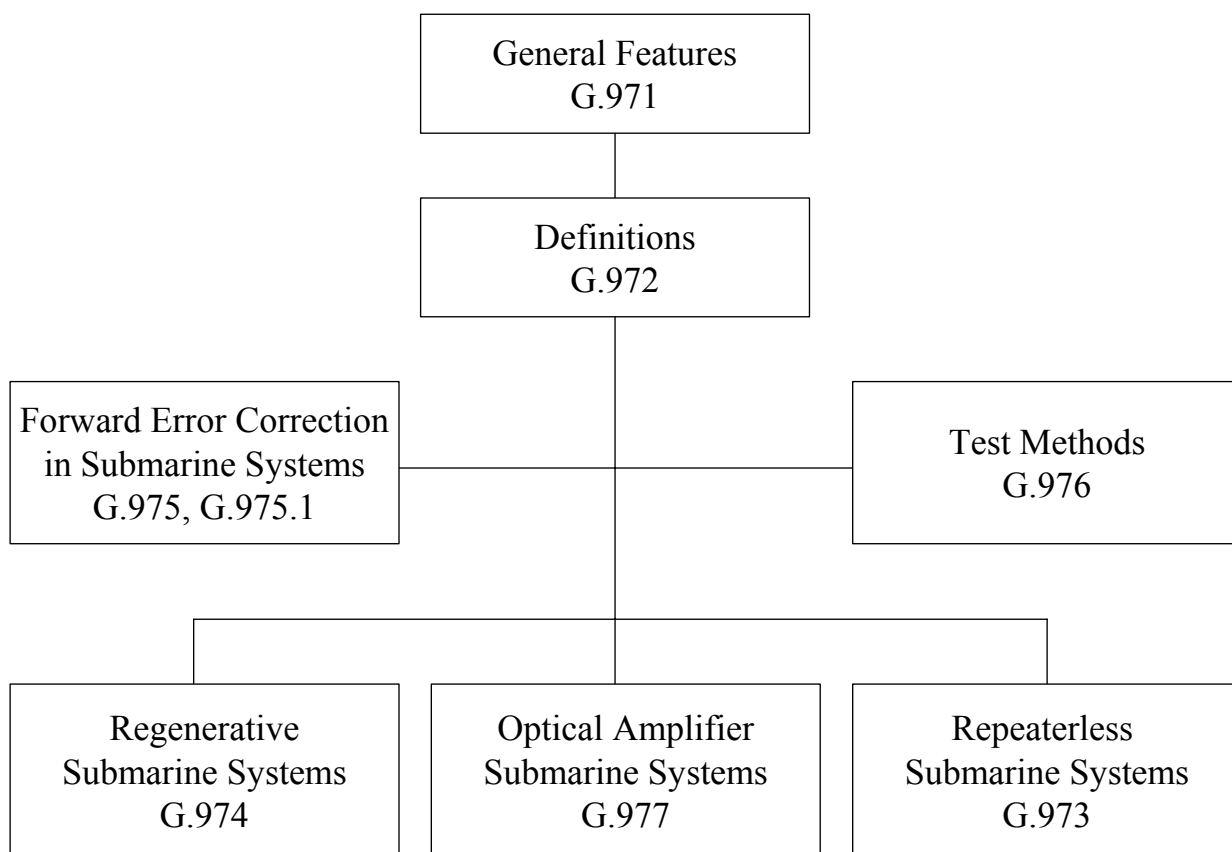 General Features
G.971
Definitions
G.972
Forward Error Correction
in Submarine Systems
G.975, G.975.1
Test Methods
G.976
Regenerative
Submarine Systems
G.974
Optical Amplifier
Submarine Systems
G.977
Repeaterless
Submarine Systems
G.973